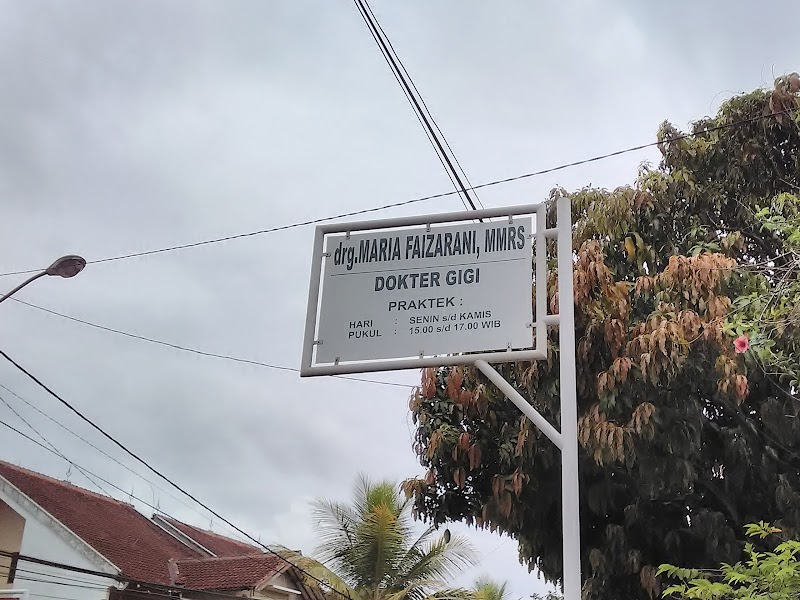 drg.MARIA FAIZARANI, MMRS
DOKTER GIGI
PRAKTEK :
HARI : SENIN s/d KAMIS
PUKUL : 15.00 s/d 17.00 WIB